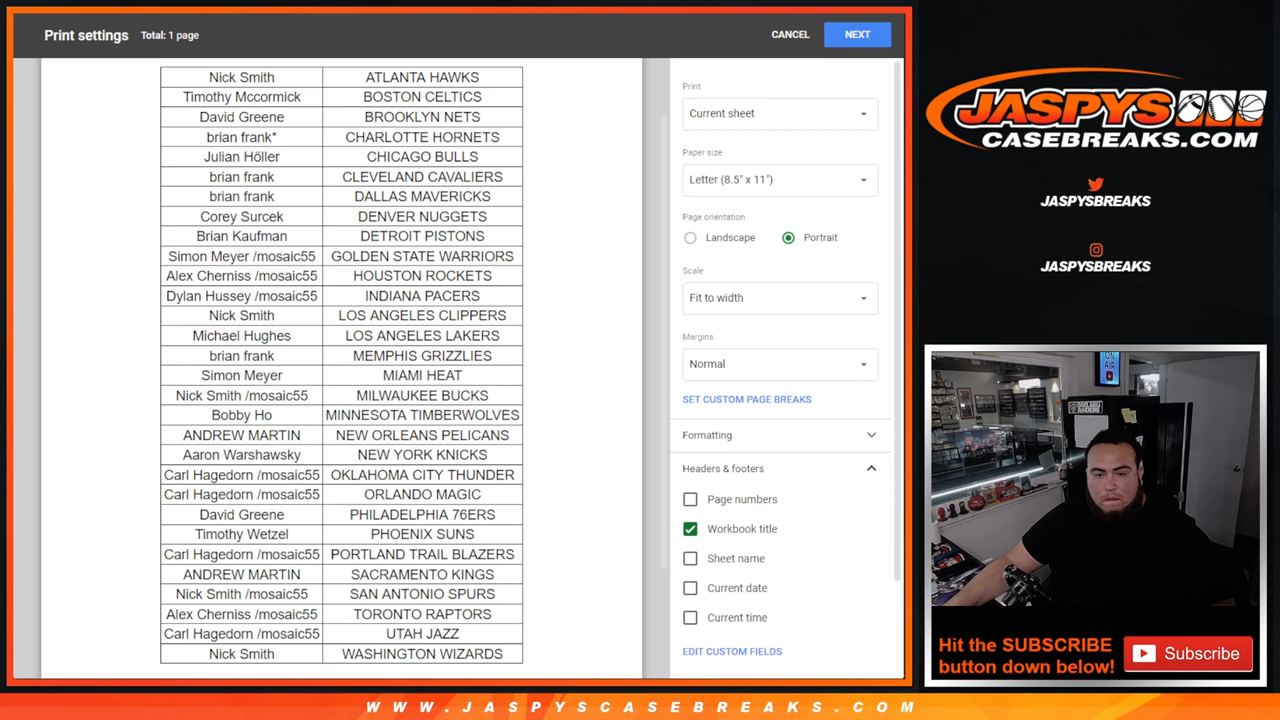 Print settings Total: 1 page CANCEL NEXT
Nick Smith ATLANTA HAWKS
Timothy Mccormick BOSTON CELTICS
David Greene BROOKLYN NETS
brian frank* CHARLOTTE HORNETS
Julian Höller CHICAGO BULLS
brian frank CLEVELAND CAVALIERS
brian frank DALLAS MAVERICKS
Corey Surcek DENVER NUGGETS
Brian Kaufman DETROIT PISTONS
Simon Meyer /mosaic55 GOLDEN STATE WARRIORS
Alex Cherniss /mosaic55 HOUSTON ROCKETS
Dylan Hussey /mosaic55 INDIANA PACERS
Nick Smith LOS ANGELES CLIPPERS
Michael Hughes LOS ANGELES LAKERS
brian frank MEMPHIS GRIZZLIES
Simon Meyer MIAMI HEAT
Nick Smith /mosaic55 MILWAUKEE BUCKS
Bobby Ho MINNESOTA TIMBERWOLVES
ANDREW MARTIN NEW ORLEANS PELICANS
Aaron Warshawsky NEW YORK KNICKS
Carl Hagedorn /mosaic55 OKLAHOMA CITY THUNDER
Carl Hagedorn /mosaic55 ORLANDO MAGIC
David Greene PHILADELPHIA 76ERS
Timothy Wetzel PHOENIX SUNS
Carl Hagedorn /mosaic55 PORTLAND TRAIL BLAZERS
ANDREW MARTIN SACRAMENTO KINGS
Nick Smith /mosaic55 SAN ANTONIO SPURS
Alex Cherniss /mosaic55 TORONTO RAPTORS
Carl Hagedorn /mosaic55 UTAH JAZZ
Nick Smith WASHINGTON WIZARDS
Print
Current sheet
Paper size
Letter (8.5" x 11")
Page orientation
Landscape Portrait
Scale
Fit to width
Margins
Normal
SET CUSTOM PAGE BREAKS
Formatting
Headers & footers
Page numbers
Workbook title
Sheet name
Current date
Current time
EDIT CUSTOM FIELDS
JASPYS
CASEBREAKS.COM
JASPYSBREAKS
JASPYSBREAKS
ON
AIR
Hit the SUBSCRIBE
button down below!
Subscribe
WWW.JASPYSCASEBREAKS.COM